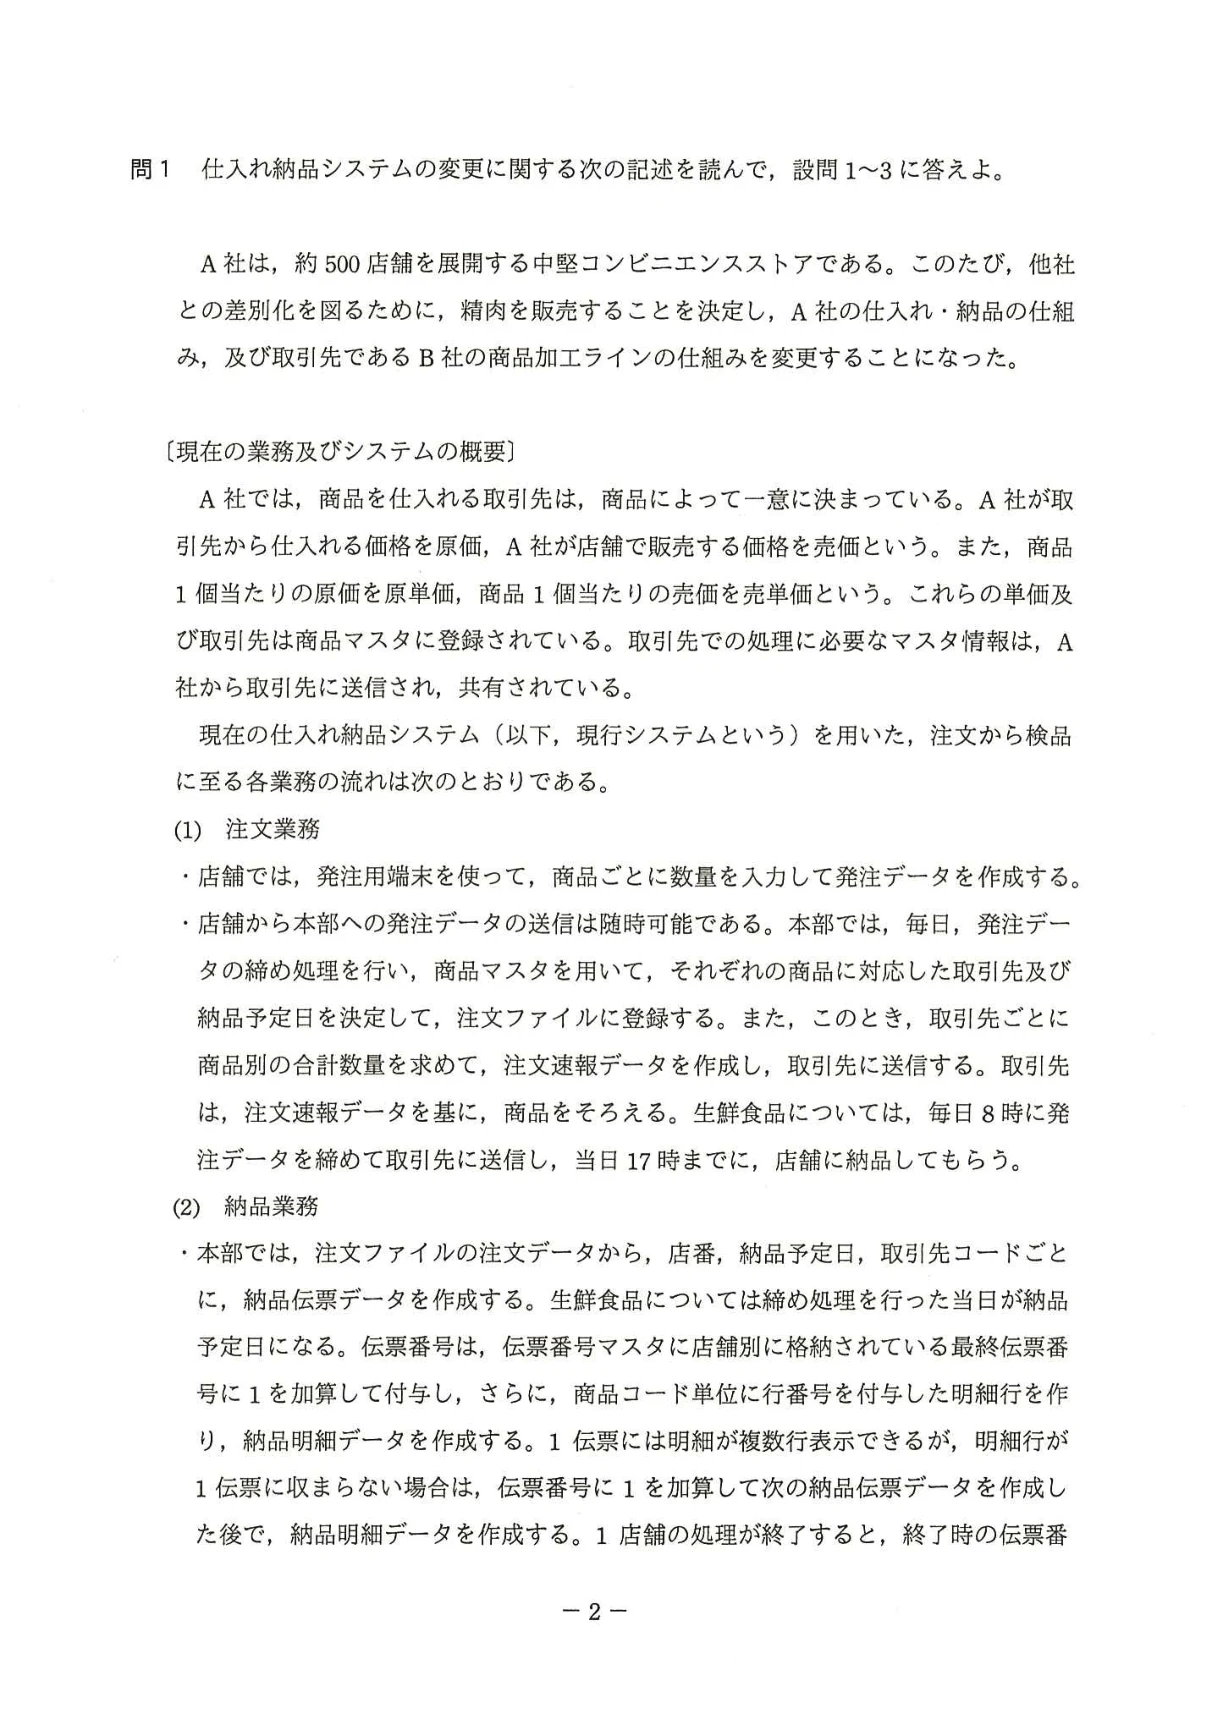 問1　仕入れ納品システムの変更に関する次の記述を読んで，設問1～3に答えよ。
A社は，約500店舗を展開する中堅コンビニエンスストアである。このたび，他社
との差別化を図るために，精肉を販売することを決定し，A社の仕入れ・納品の仕組
み，及び取引先であるB社の商品加工ラインの仕組みを変更することになった。
〔現在の業務及びシステムの概要〕
A社では，商品を仕入れる取引先は，商品によって一意に決まっている。A社が取
引先から仕入れる価格を原価，A社が店舗で販売する価格を売価という。また，商品
1個当たりの原価を原単価，商品1個当たりの売価を売単価という。これらの単価及
び取引先は商品マスタに登録されている。取引先での処理に必要なマスタ情報は，A
社から取引先に送信され，共有されている。
現在の仕入れ納品システム（以下，現行システムという）を用いた，注文から検品
に至る各業務の流れは次のとおりである。
(1)　注文業務
・店舗では，発注用端末を使って，商品ごとに数量を入力して発注データを作成する。
・店舗から本部への発注データの送信は随時可能である。本部では，毎日，発注デー
タの締め処理を行い，商品マスタを用いて，それぞれの商品に対応した取引先及び
納品予定日を決定して，注文ファイルに登録する。また，このとき，取引先ごとに
商品別の合計数量を求めて，注文速報データを作成し，取引先に送信する。取引先
は，注文速報データを基に，商品をそろえる。生鮮食品については，毎日8時に発
注データを締めて取引先に送信し，当日17時までに，店舗に納品してもらう。
(2)　納品業務
・本部では，注文ファイルの注文データから，店番，納品予定日，取引先コードごと
に，納品伝票データを作成する。生鮮食品については締め処理を行った当日が納品
予定日になる。伝票番号は，伝票番号マスタに店舗別に格納されている最終伝票番
号に1を加算して付与し，さらに，商品コード単位に行番号を付与した明細行を作
り，納品明細データを作成する。1伝票には明細が複数行表示できるが，明細行が
1伝票に収まらない場合は，伝票番号に1を加算して次の納品伝票データを作成し
た後で，納品明細データを作成する。1店舗の処理が終了すると，終了時の伝票番
－2－